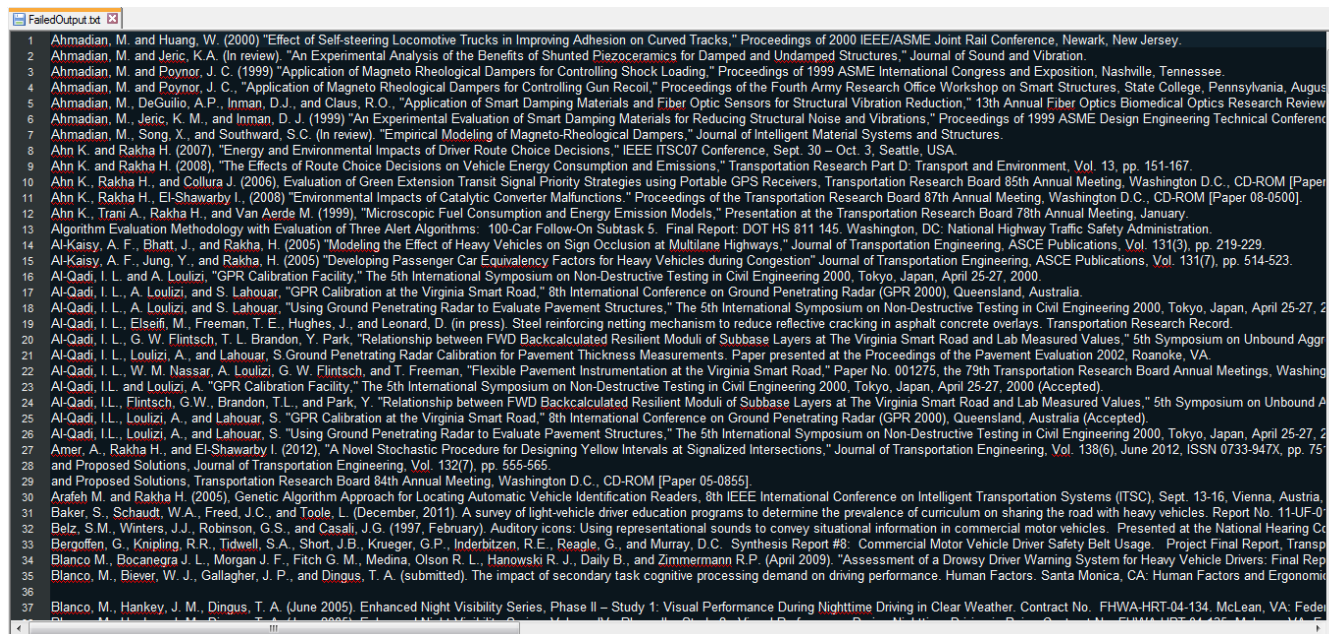 FailedOutput.txt
1 Ahmadian, M. and Huang, W. (2000) "Effect of Self-steering Locomotive Trucks in Improving Adhesion on Curved Tracks," Proceedings of 2000 IEEE/ASME Joint Rail Conference, Newark, New Jersey.
2 Ahmadian, M. and Jeric, K.A. (In review). "An Experimental Analysis of the Benefits of Shunted Piezoceramics for Damped and Undamped Structures," Journal of Sound and Vibration.
3 Ahmadian, M. and Poynor, J. C. (1999) "Application of Magneto Rheological Dampers for Controlling Shock Loading," Proceedings of 1999 ASME International Congress and Exposition, Nashville, Tennessee.
4 Ahmadian, M. and Poynor, J. C., "Application of Magneto Rheological Dampers for Controlling Gun Recoil," Proceedings of the Fourth Army Research Office Workshop on Smart Structures, State College, Pennsylvania, Augus
5 Ahmadian, M., DeGuilio, A.P., Inman, D.J., and Claus, R.O., "Application of Smart Damping Materials and Fiber Optic Sensors for Structural Vibration Reduction," 13th Annual Fiber Optics Biomedical Optics Research Review
6 Ahmadian, M., Jeric, K. M., and Inman, D. J. (1999) "An Experimental Evaluation of Smart Damping Materials for Reducing Structural Noise and Vibrations," Proceedings of 1999 ASME Design Engineering Technical Conferenc
7 Ahmadian, M., Song, X., and Southward, S.C. (In review). "Empirical Modeling of Magneto-Rheological Dampers," Journal of Intelligent Material Systems and Structures.
8 Ahn K. and Rakha H. (2007), "Energy and Environmental Impacts of Driver Route Choice Decisions," IEEE ITSC07 Conference, Sept. 30 – Oct. 3, Seattle, USA.
9 Ahn K. and Rakha H. (2008), "The Effects of Route Choice Decisions on Vehicle Energy Consumption and Emissions," Transportation Research Part D: Transport and Environment, Vol. 13, pp. 151-167.
10 Ahn K., Rakha H., and Collura J. (2006), Evaluation of Green Extension Transit Signal Priority Strategies using Portable GPS Receivers, Transportation Research Board 85th Annual Meeting, Washington D.C., CD-ROM [Paper
11 Ahn K., Rakha H., El-Shawarby I., (2008) "Environmental Impacts of Catalytic Converter Malfunctions." Proceedings of the Transportation Research Board 87th Annual Meeting, Washington D.C., CD-ROM [Paper 08-0500].
12 Ahn K., Trani A., Rakha H., and Van Aerde M. (1999), "Microscopic Fuel Consumption and Energy Emission Models," Presentation at the Transportation Research Board 78th Annual Meeting, January.
13 Algorithm Evaluation Methodology with Evaluation of Three Alert Algorithms: 100-Car Follow-On Subtask 5. Final Report: DOT HS 811 145. Washington, DC: National Highway Traffic Safety Administration.
14 Al-Kaisy, A. F., Bhatt, J., and Rakha, H. (2005) "Modeling the Effect of Heavy Vehicles on Sign Occlusion at Multilane Highways," Journal of Transportation Engineering, ASCE Publications, Vol. 131(3), pp. 219-229.
15 Al-Kaisy, A. F., Jung, Y., and Rakha, H. (2005) "Developing Passenger Car Equivalency Factors for Heavy Vehicles during Congestion" Journal of Transportation Engineering, ASCE Publications, Vol. 131(7), pp. 514-523.
16 Al-Qadi, I. L. and A. Loulizi, "GPR Calibration Facility," The 5th International Symposium on Non-Destructive Testing in Civil Engineering 2000, Tokyo, Japan, April 25-27, 2000.
17 Al-Qadi, I. L., A. Loulizi, and S. Lahouar, "GPR Calibration at the Virginia Smart Road," 8th International Conference on Ground Penetrating Radar (GPR 2000), Queensland, Australia.
18 Al-Qadi, I. L., A. Loulizi, and S. Lahouar, "Using Ground Penetrating Radar to Evaluate Pavement Structures," The 5th International Symposium on Non-Destructive Testing in Civil Engineering 2000, Tokyo, Japan, April 25-27, 2
19 Al-Qadi, I. L., Elseifi, M., Freeman, T. E., Hughes, J., and Leonard, D. (in press). Steel reinforcing netting mechanism to reduce reflective cracking in asphalt concrete overlays. Transportation Research Record.
20 Al-Qadi, I. L., G. W. Flintsch, T. L. Brandon, Y. Park, "Relationship between FWD Backcalculated Resilient Moduli of Subbase Layers at The Virginia Smart Road and Lab Measured Values," 5th Symposium on Unbound Aggr
21 Al-Qadi, I. L., Loulizi, A., and Lahouar, S.Ground Penetrating Radar Calibration for Pavement Thickness Measurements. Paper presented at the Proceedings of the Pavement Evaluation 2002, Roanoke, VA.
22 Al-Qadi, I. L., W. M. Nassar, A. Loulizi, G. W. Flintsch, and T. Freeman, "Flexible Pavement Instrumentation at the Virginia Smart Road," Paper No. 001275, the 79th Transportation Research Board Annual Meetings, Washing
23 Al-Qadi, I.L. and Loulizi, A. "GPR Calibration Facility," The 5th International Symposium on Non-Destructive Testing in Civil Engineering 2000, Tokyo, Japan, April 25-27, 2000 (Accepted).
24 Al-Qadi, I.L., Flintsch, G.W., Brandon, T.L., and Park, Y. "Relationship between FWD Backcalculated Resilient Moduli of Subbase Layers at The Virginia Smart Road and Lab Measured Values," 5th Symposium on Unbound A
25 Al-Qadi, I.L., Loulizi, A., and Lahouar, S. "GPR Calibration at the Virginia Smart Road," 8th International Conference on Ground Penetrating Radar (GPR 2000), Queensland, Australia (Accepted).
26 Al-Qadi, I.L., Loulizi, A., and Lahouar, S. "Using Ground Penetrating Radar to Evaluate Pavement Structures," The 5th International Symposium on Non-Destructive Testing in Civil Engineering 2000, Tokyo, Japan, April 25-27, 2
27 Amer, A., Rakha H., and El-Shawarby I. (2012), "A Novel Stochastic Procedure for Designing Yellow Intervals at Signalized Intersections," Journal of Transportation Engineering, Vol. 138(6), June 2012, ISSN 0733-947X, pp. 75
28 and Proposed Solutions, Journal of Transportation Engineering, Vol. 132(7), pp. 555-565.
29 and Proposed Solutions, Transportation Research Board 84th Annual Meeting, Washington D.C., CD-ROM [Paper 05-0855].
30 Arafeh M. and Rakha H. (2005), Genetic Algorithm Approach for Locating Automatic Vehicle Identification Readers, 8th IEEE International Conference on Intelligent Transportation Systems (ITSC), Sept. 13-16, Vienna, Austria,
31 Baker, S., Schaudt, W.A., Freed, J.C., and Toole, L. (December, 2011). A survey of light-vehicle driver education programs to determine the prevalence of curriculum on sharing the road with heavy vehicles. Report No. 11-UF-0
32 Belz, S.M., Winters, J.J., Robinson, G.S., and Casali, J.G. (1997, February). Auditory icons: Using representational sounds to convey situational information in commercial motor vehicles. Presented at the National Hearing Co
33 Bergoffen, G., Knipling, R.R., Tidwell, S.A., Short, J.B., Krueger, G.P., Inderbitzen, R.E., Reagle, G., and Murray, D.C. Synthesis Report #8: Commercial Motor Vehicle Driver Safety Belt Usage. Project Final Report, Transp
34 Blanco M., Bocanegra J. L., Morgan J. F., Fitch G. M., Medina, Olson R. L., Hanowski R. J., Daily B., and Zimmermann R.P. (April 2009). "Assessment of a Drowsy Driver Warning System for Heavy Vehicle Drivers: Final Rep
35 Blanco, M., Biever, W. J., Gallagher, J. P., and Dingus, T. A. (submitted). The impact of secondary task cognitive processing demand on driving performance. Human Factors. Santa Monica, CA: Human Factors and Ergonomic
36
37 Blanco, M., Hankey, J. M., Dingus, T. A. (June 2005). Enhanced Night Visibility Series, Phase II – Study 1: Visual Performance During Nighttime Driving in Clear Weather. Contract No. FHWA-HRT-04-134. McLean, VA: Feder